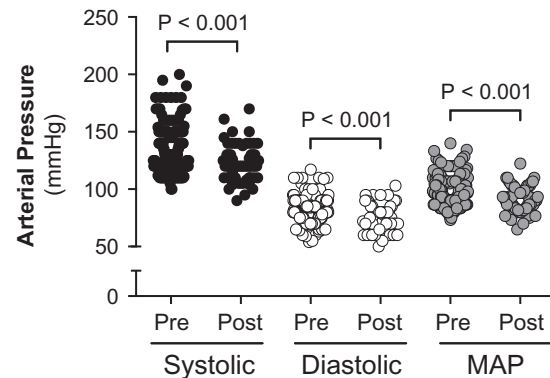 250
200
150
100
50
0
Arterial Pressure
(mmHg)
P < 0.001
P < 0.001
P < 0.001
Pre Post Pre Post Pre Post
Systolic Diastolic MAP